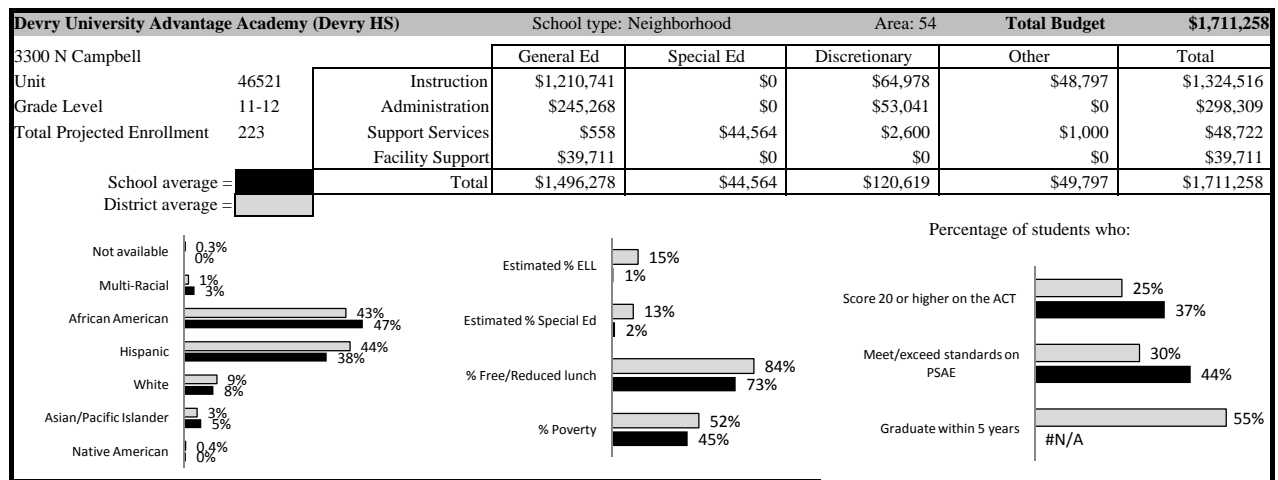 Devry University Advantage Academy (Devry HS) School type: Neighborhood Area: 54 Total Budget $1,711,258
3300 N Campbell General Ed Special Ed Discretionary Other Total
Unit 46521 Instruction $1,210,741 $0 $64,978 $48,797 $1,324,516
Grade Level 11-12 Administration $245,268 $0 $53,041 $0 $298,309
Total Projected Enrollment 223 Support Services $558 $44,564 $2,600 $1,000 $48,722
Facility Support $39,711 $0 $0 $0 $39,711
School average = Total $1,496,278 $44,564 $120,619 $49,797 $1,711,258
District average =
Not available 0.3%
0%
Multi-Racial 1%
3%
African American 43%
47%
Hispanic 44%
38%
White 9%
8%
Asian/Pacific Islander 3%
5%
Native American 0.4%
0%
Estimated % ELL 15%
1%
Estimated % Special Ed 13%
2%
% Free/Reduced lunch 84%
73%
% Poverty 52%
45%
Percentage of students who:
Score 20 or higher on the ACT 25%
37%
Meet/exceed standards on
PSAE
30%
44%
Graduate within 5 years 55%
#N/A